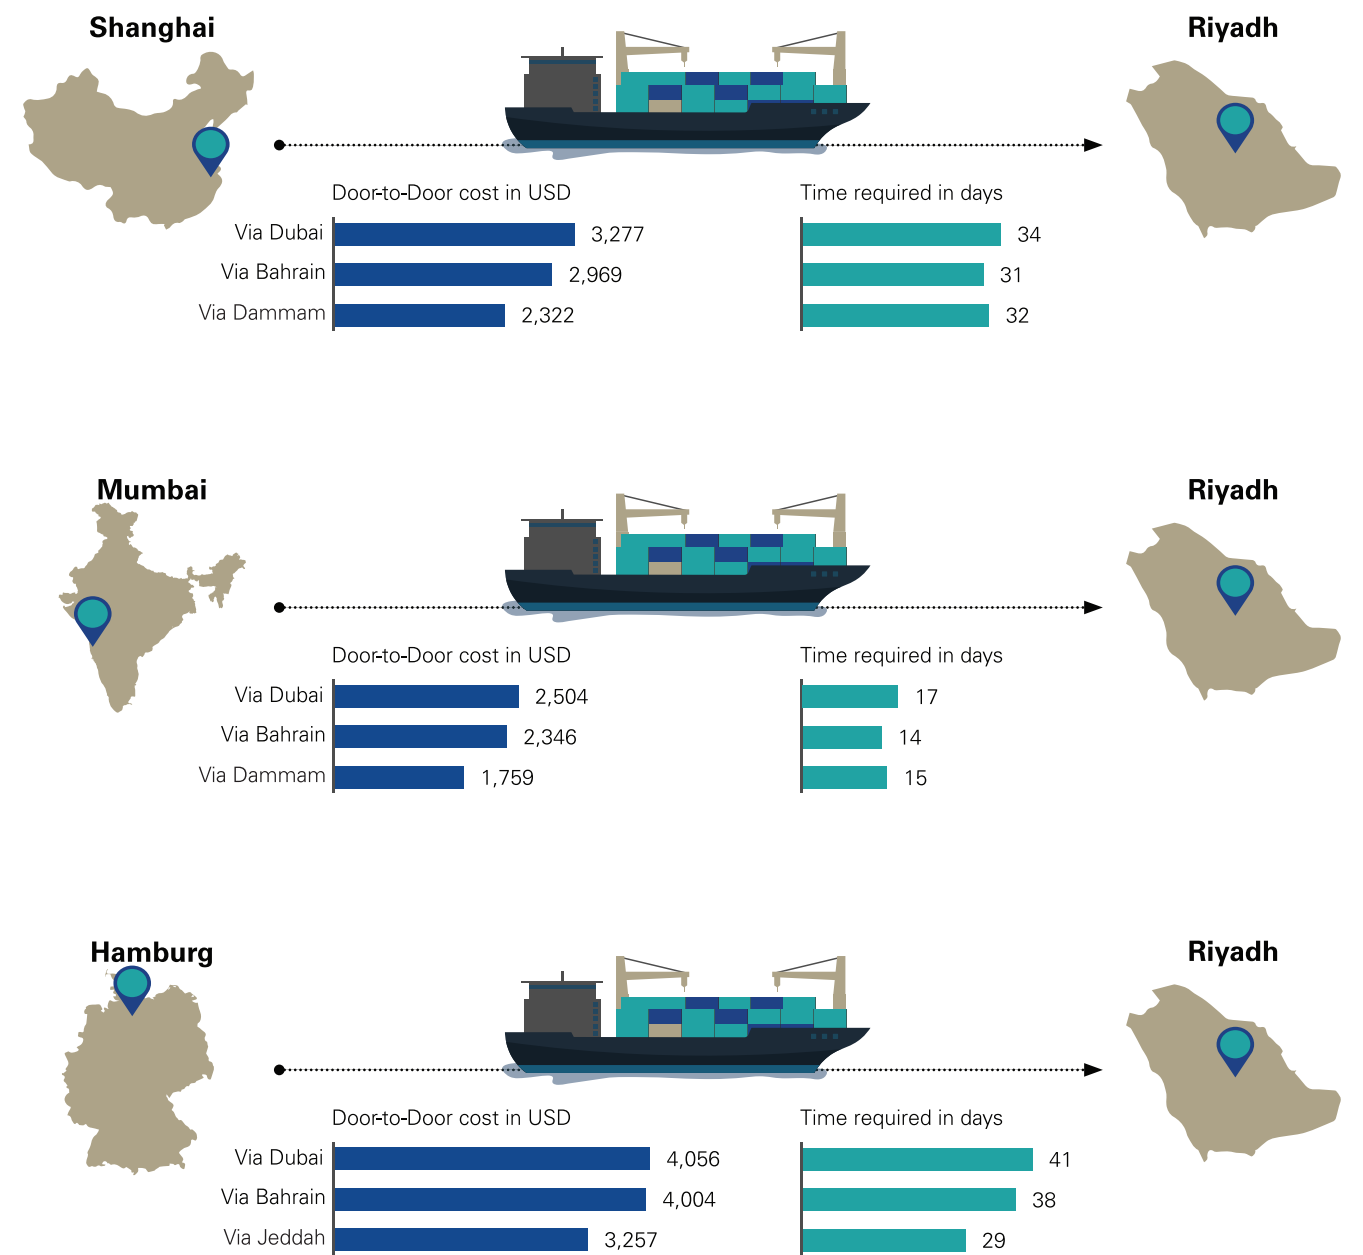 Shanghai
Riyadh
Door-to-Door cost in USD
Time required in days
Via Dubai 3,277 34
Via Bahrain 2,969 31
Via Dammam 2,322 32
Mumbai
Riyadh
Door-to-Door cost in USD
Time required in days
Via Dubai 2,504 17
Via Bahrain 2,346 14
Via Dammam 1,759 15
Hamburg
Riyadh
Door-to-Door cost in USD
Time required in days
Via Dubai 4,056 41
Via Bahrain 4,004 38
Via Jeddah 3,257 29